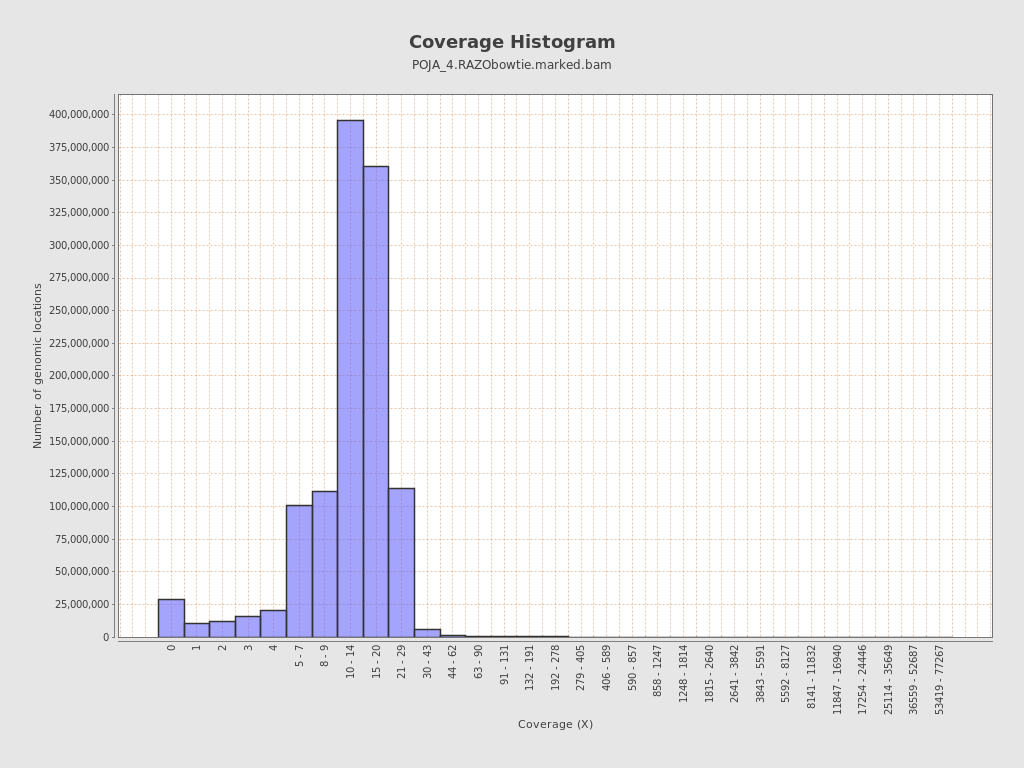 Coverage Histogram
POJA_4.RAZObowtie.marked.bam
Number of genomic locations
400,000,000
375,000,000
350,000,000
325,000,000
300,000,000
275,000,000
250,000,000
225,000,000
200,000,000
175,000,000
150,000,000
125,000,000
100,000,000
75,000,000
50,000,000
25,000,000
0
0
1
2
3
4
5 - 7
8 - 9
10 - 14
15 - 20
21 - 29
30 - 43
44 - 62
63 - 90
91 - 131
132 - 191
192 - 278
279 - 405
406 - 589
590 - 857
858 - 1247
1248 - 1814
1815 - 2640
2641 - 3842
3843 - 5591
5592 - 8127
8141 - 11832
11847 - 16940
17254 - 24446
25114 - 35649
36559 - 52687
53419 - 77267
Coverage (X)